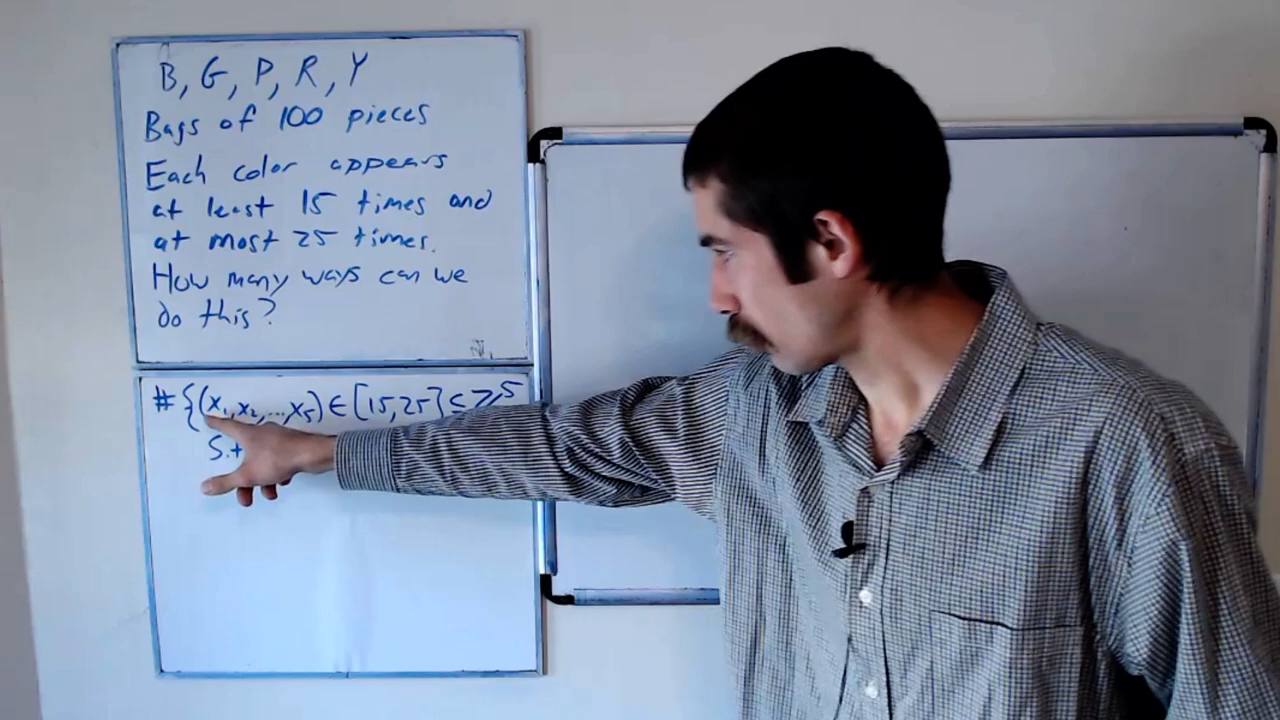 B, G, P, R, Y
Bags of 100 pieces
Each color appears
at least 15 times and
at most 25 times.
How many ways can we
do this?
# {(x₁,x₂,...,x₅) ∈ [15,25] ⊆ ℤ⁵
S.t